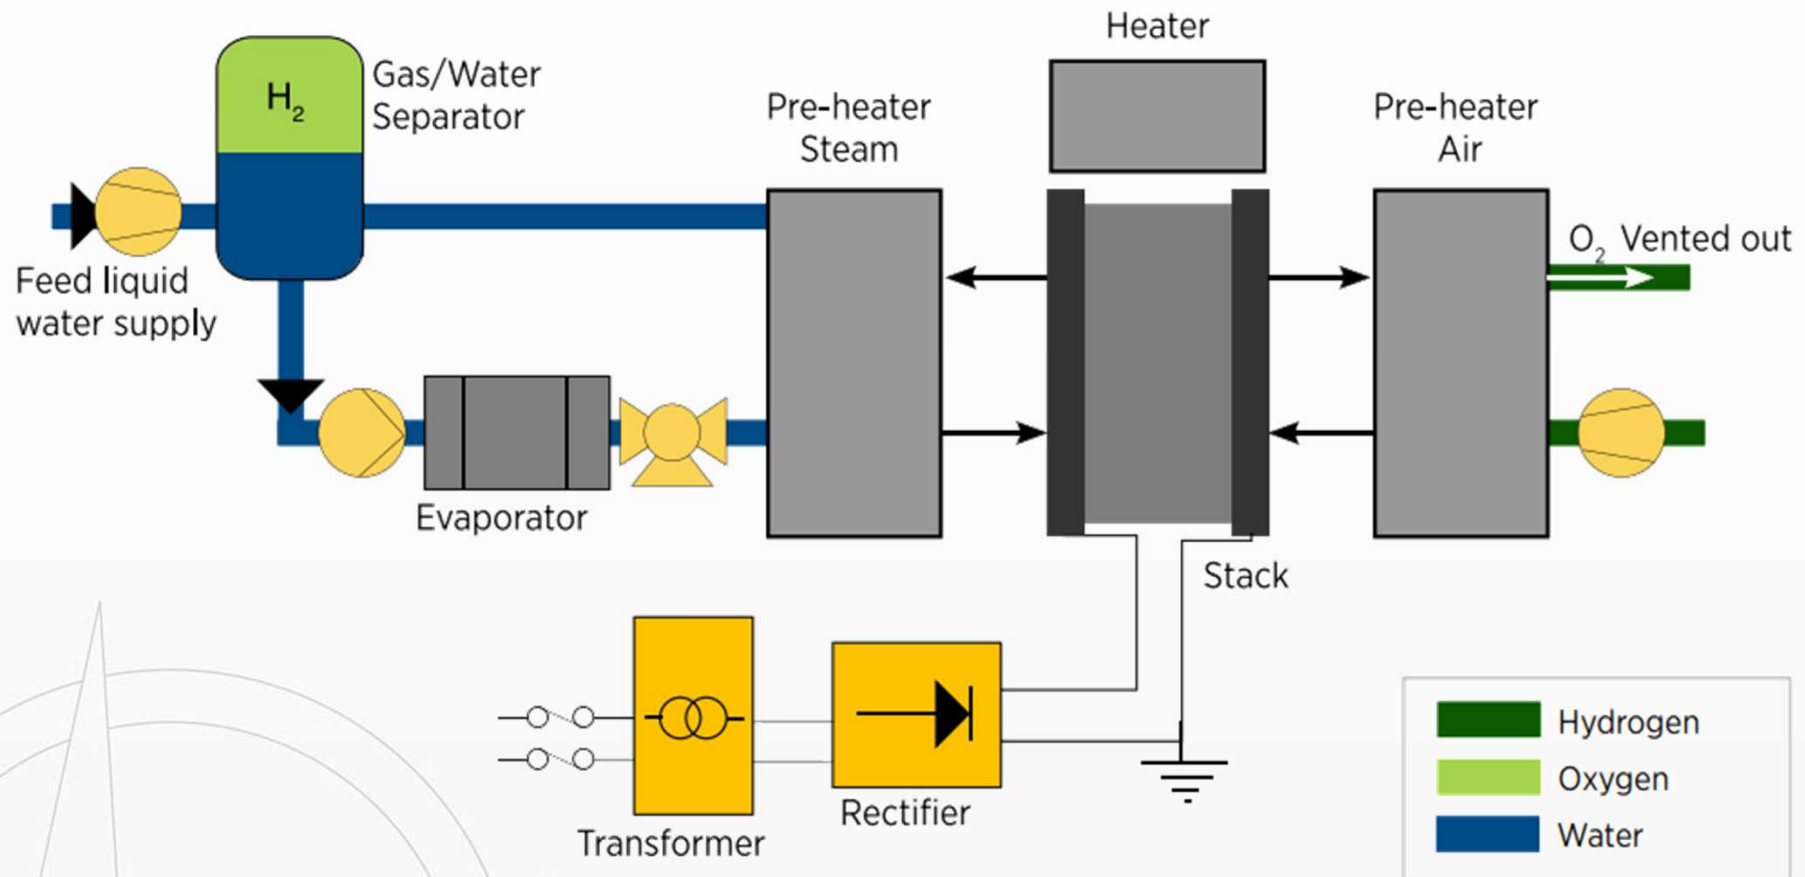 Heater
H₂
Gas/Water
Separator
Pre-heater
Steam
Pre-heater
Air
O₂ Vented out
Feed liquid
water supply
Evaporator
Stack
Transformer
Rectifier
Hydrogen
Oxygen
Water